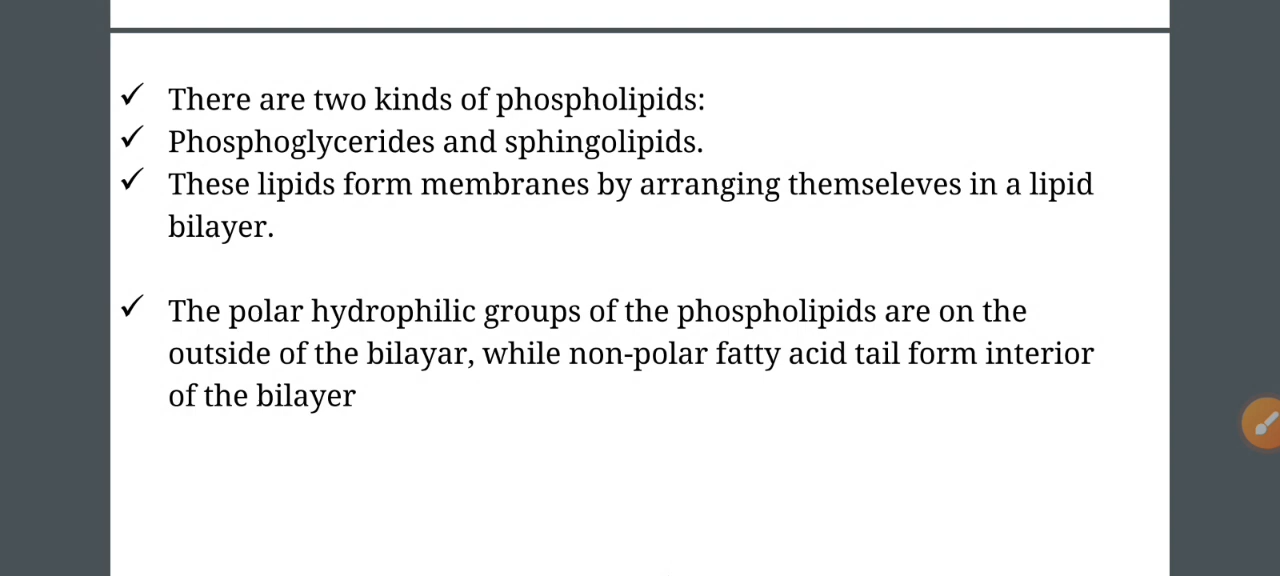 ✓ There are two kinds of phospholipids:
✓ Phosphoglycerides and sphingolipids.
✓ These lipids form membranes by arranging themseleves in a lipid
bilayer.
✓ The polar hydrophilic groups of the phospholipids are on the
outside of the bilayar, while non-polar fatty acid tail form interior
of the bilayer